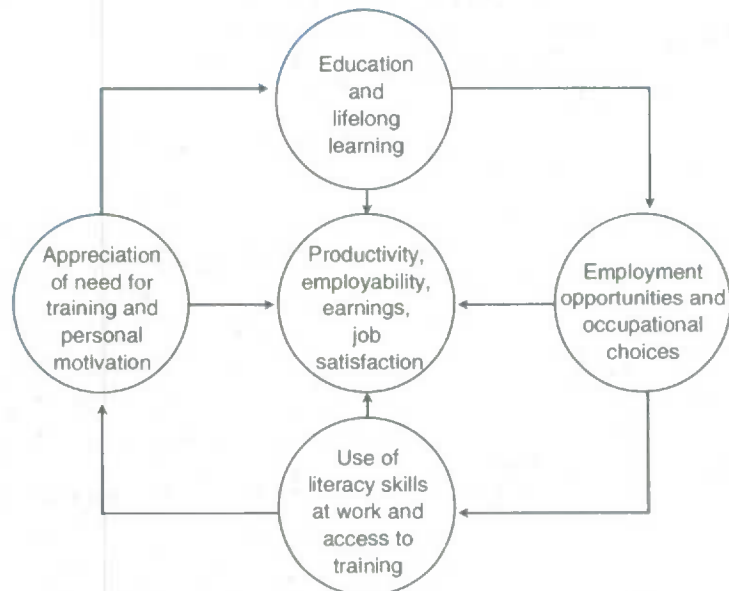 Education
and
lifelong
learning
Appreciation
of need for
training and
personal
motivation
Productivity,
employability,
earnings,
job
satisfaction
Employment
opportunities and
occupational
choices
Use of
literacy skills
at work and
access to
training